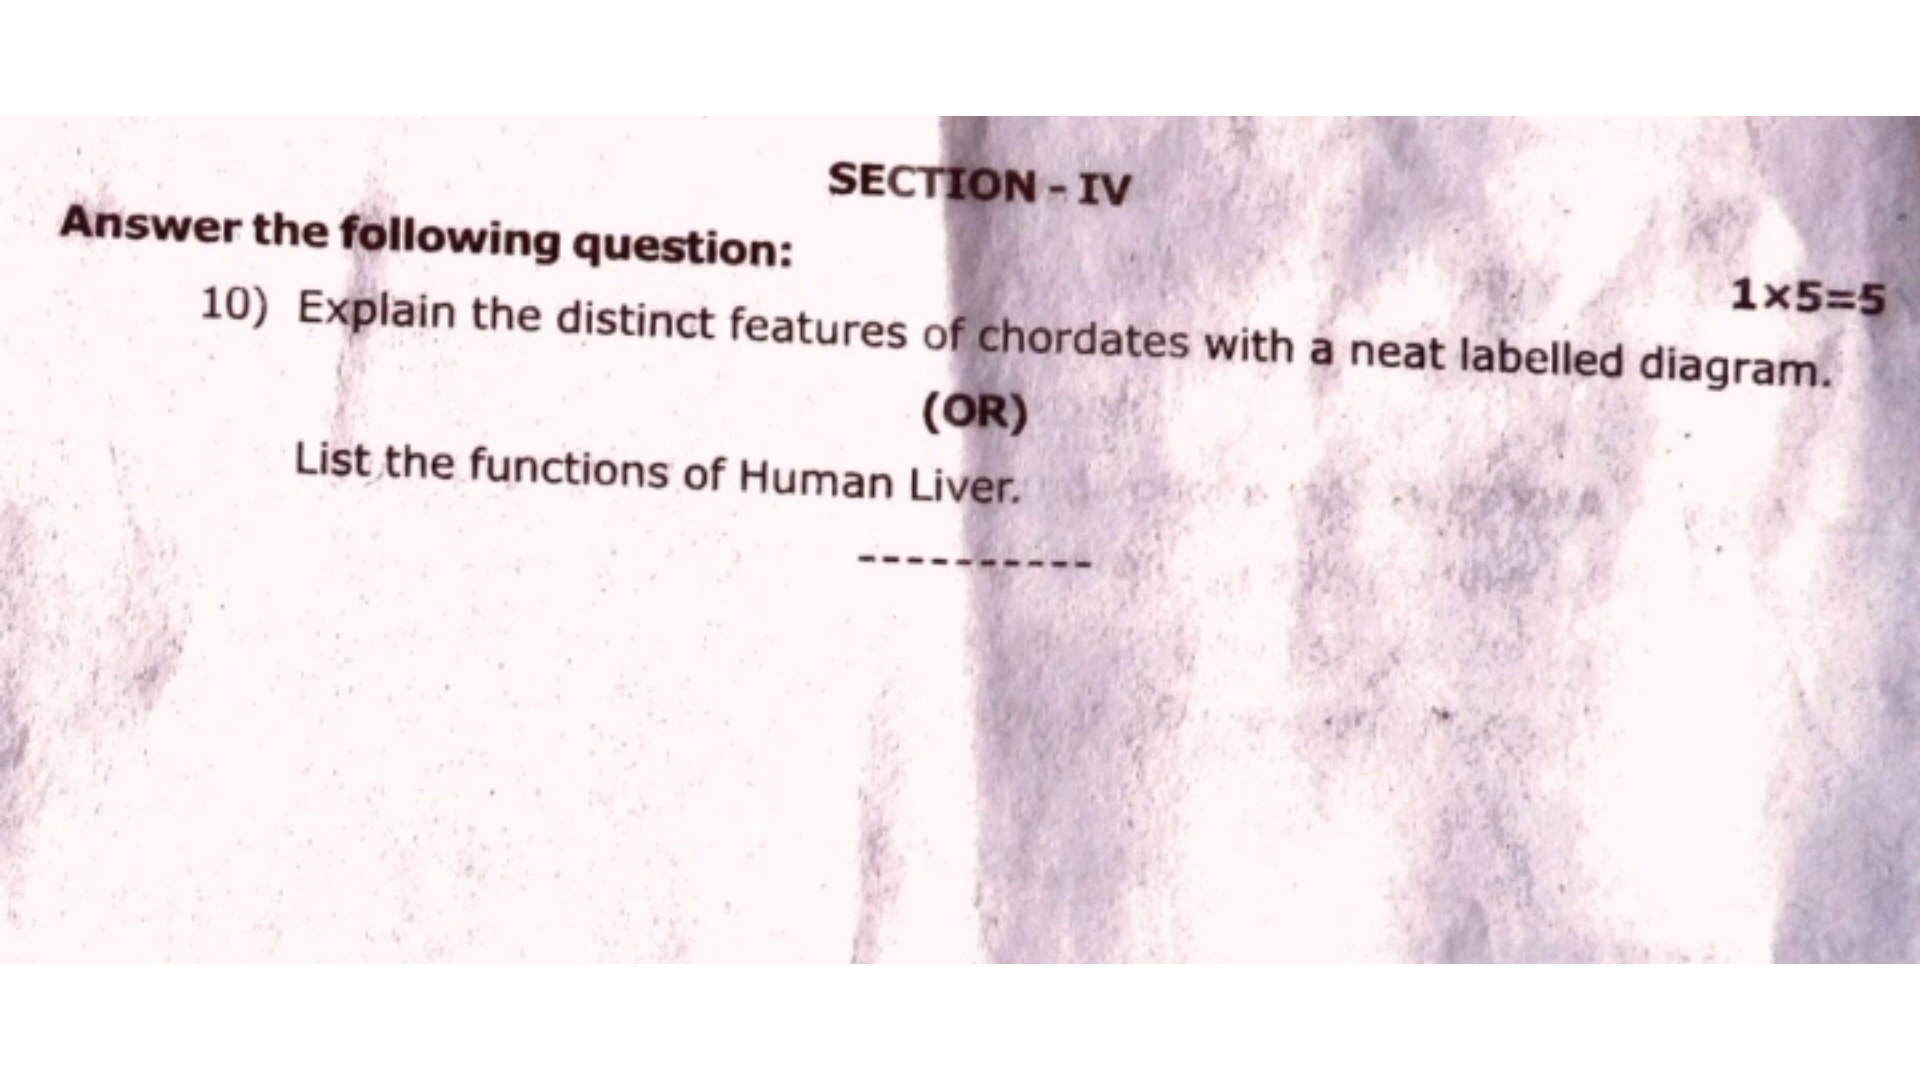 SECTION - IV
Answer the following question:
1×5=5
10) Explain the distinct features of chordates with a neat labelled diagram.
(OR)
List the functions of Human Liver.
----------